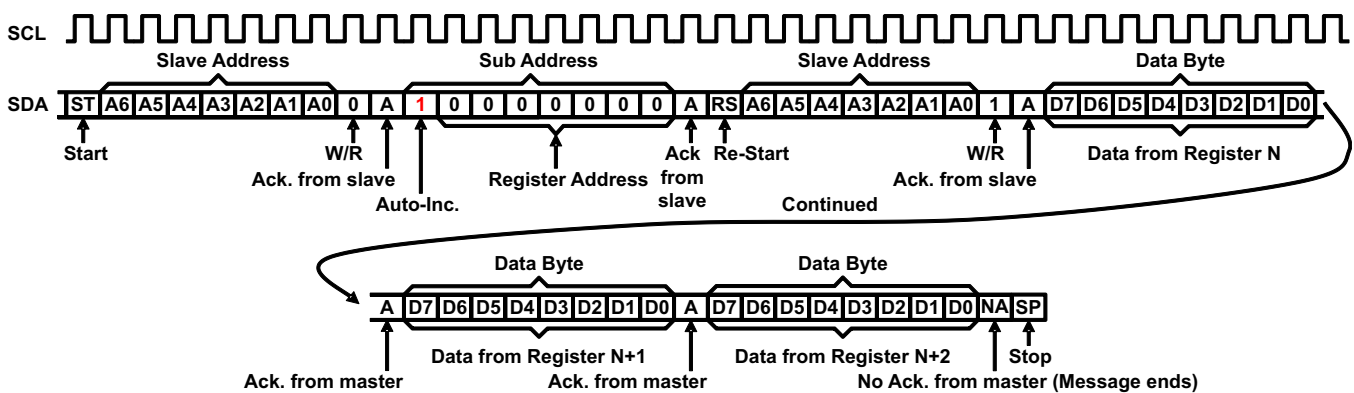 SCL
Slave Address Sub Address Slave Address Data Byte
SDA ST A6 A5 A4 A3 A2 A1 A0 0 A 1 0 0 0 0 0 0 0 A RS A6 A5 A4 A3 A2 A1 A0 1 A D7 D6 D5 D4 D3 D2 D1 D0
Start W/R Ack Re-Start W/R Data from Register N
Ack. from slave Register Address from Ack. from slave
Auto-Inc. slave Continued
Data Byte Data Byte
A D7 D6 D5 D4 D3 D2 D1 D0 A D7 D6 D5 D4 D3 D2 D1 D0 NA SP
Data from Register N+1 Data from Register N+2 Stop
Ack. from master Ack. from master No Ack. from master (Message ends)